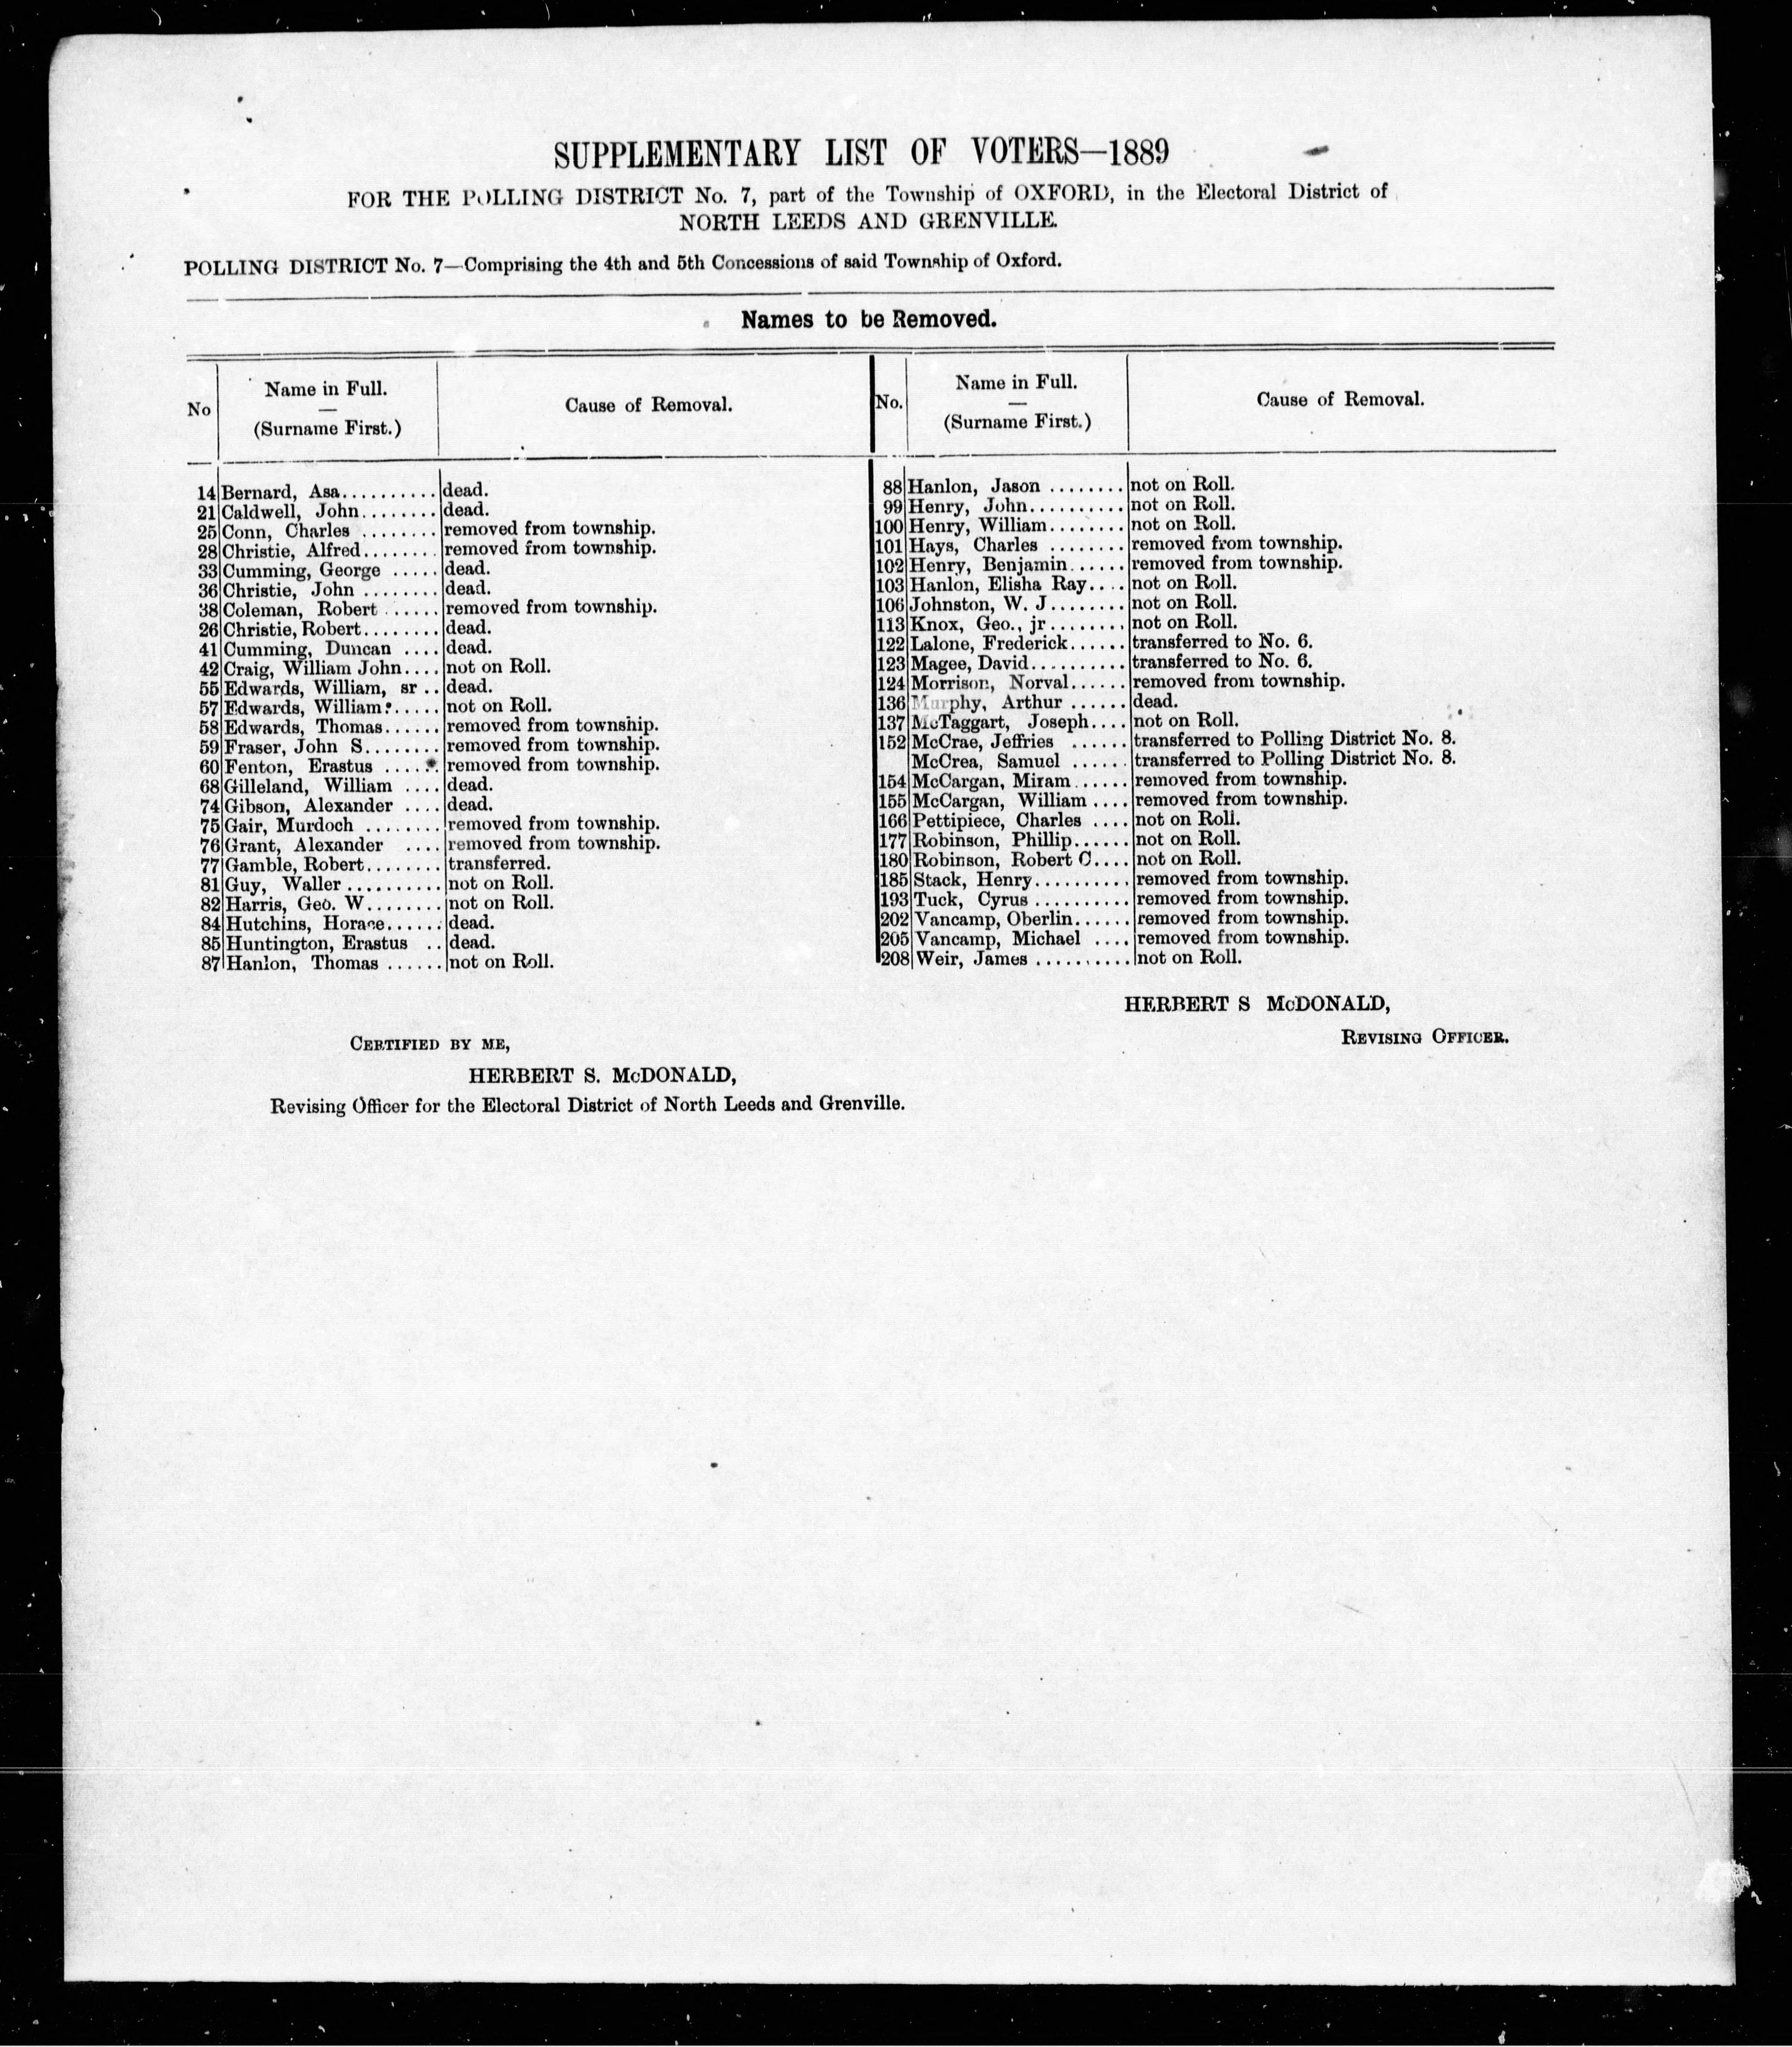 SUPPLEMENTARY LIST OF VOTERS—1889
FOR THE POLLING DISTRICT No. 7, part of the Township of OXFORD, in the Electoral District of
NORTH LEEDS AND GRENVILLE.
POLLING DISTRICT No. 7—Comprising the 4th and 5th Concessions of said Township of Oxford.
Names to be Removed.
No Name in Full. — (Surname First.) Cause of Removal.
14 Bernard, Asa.......... dead.
21 Caldwell, John........ dead.
25 Conn, Charles ........ removed from township.
28 Christie, Alfred....... removed from township.
33 Cumming, George ..... dead.
36 Christie, John ........ dead.
38 Coleman, Robert ...... removed from township.
26 Christie, Robert........ dead.
41 Cumming, Duncan .... dead.
42 Craig, William John.... not on Roll.
55 Edwards, William, sr .. dead.
57 Edwards, William...... not on Roll.
58 Edwards, Thomas...... removed from township.
59 Fraser, John S........ removed from township.
60 Fenton, Erastus ...... removed from township.
68 Gilleland, William .... dead.
74 Gibson, Alexander .... dead.
75 Gair, Murdoch ........ removed from township.
76 Grant, Alexander .... removed from township.
77 Gamble, Robert........ transferred.
81 Guy, Waller .......... not on Roll.
82 Harris, Geo. W........ not on Roll.
84 Hutchins, Horace...... dead.
85 Huntington, Erastus .. dead.
87 Hanlon, Thomas ...... not on Roll.
No. Name in Full. — (Surname First.) Cause of Removal.
88 Hanlon, Jason ........ not on Roll.
99 Henry, John.......... not on Roll.
100 Henry, William........ not on Roll.
101 Hays, Charles ........ removed from township.
102 Henry, Benjamin...... removed from township.
103 Hanlon, Elisha Ray.... not on Roll.
106 Johnston, W. J........ not on Roll.
113 Knox, Geo., jr........ not on Roll.
122 Lalone, Frederick...... transferred to No. 6.
123 Magee, David.......... transferred to No. 6.
124 Morrison, Norval...... removed from township.
136 Murphy, Arthur ...... dead.
137 McTaggart, Joseph.... not on Roll.
152 McCrae, Jeffries ...... transferred to Polling District No. 8.
McCrea, Samuel ...... transferred to Polling District No. 8.
154 McCargan, Miram...... removed from township.
155 McCargan, William .... removed from township.
166 Pettipiece, Charles .... not on Roll.
177 Robinson, Phillip...... not on Roll.
180 Robinson, Robert C.... not on Roll.
185 Stack, Henry.......... removed from township.
193 Tuck, Cyrus .......... removed from township.
202 Vancamp, Oberlin...... removed from township.
205 Vancamp, Michael .... removed from township.
208 Weir, James .......... not on Roll.
HERBERT S McDONALD,
REVISING OFFICER.
CERTIFIED BY ME,
HERBERT S. McDONALD,
Revising Officer for the Electoral District of North Leeds and Grenville.